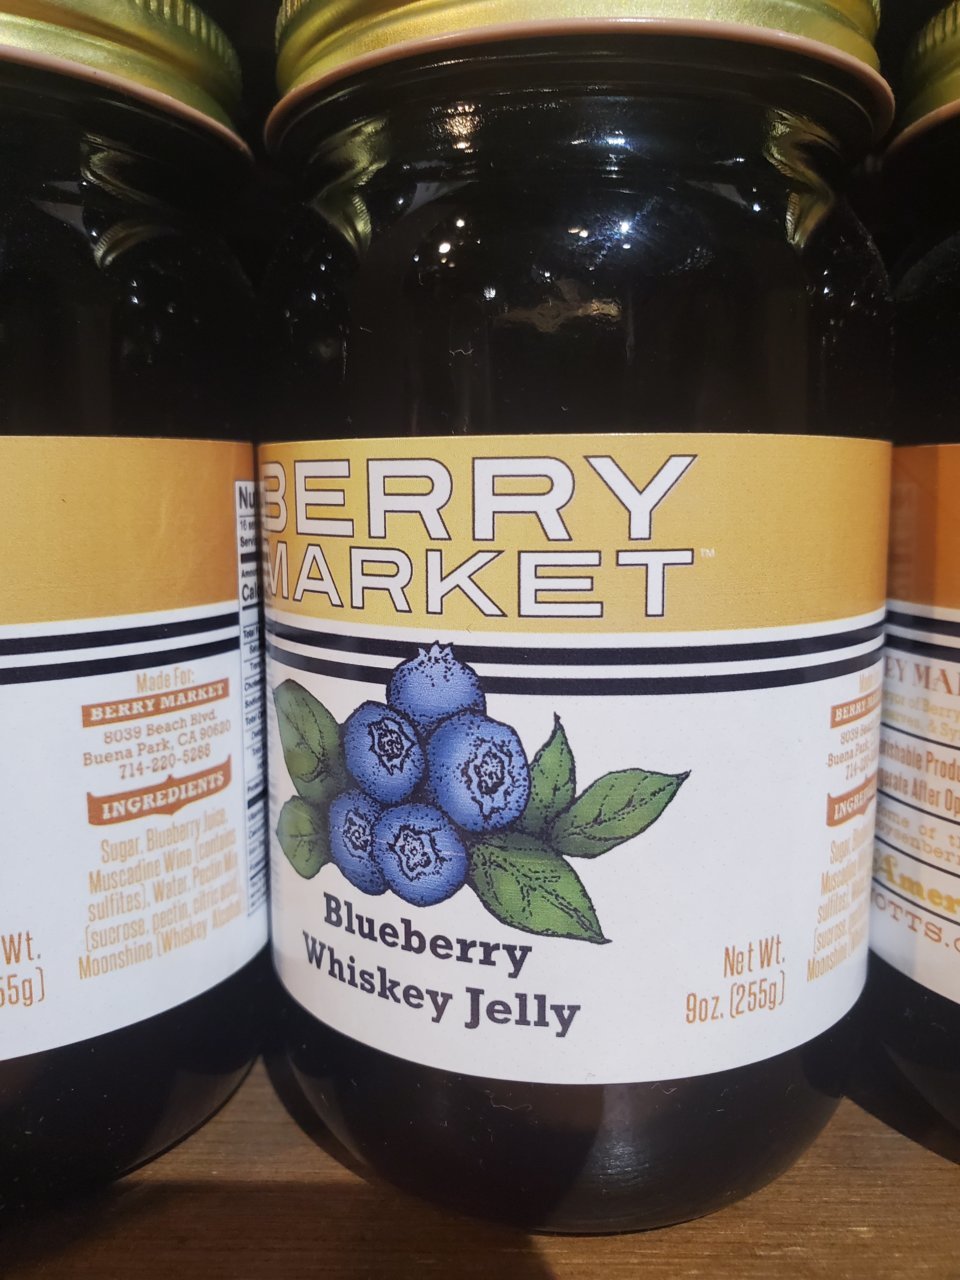 BERRY
MARKET™
Blueberry
Whiskey Jelly
Net Wt.
9oz. (255g)
Made For:
BERRY MARKET
8039 Beach Blvd.
Buena Park, CA 90620
714-220-5288
INGREDIENTS
Sugar, Blueberry Juice,
Muscadine Wine (contains
sulfites), Water, Pectin Mix
(sucrose, pectin, citric acid),
Moonshine (Whiskey Alcohol
Wt.